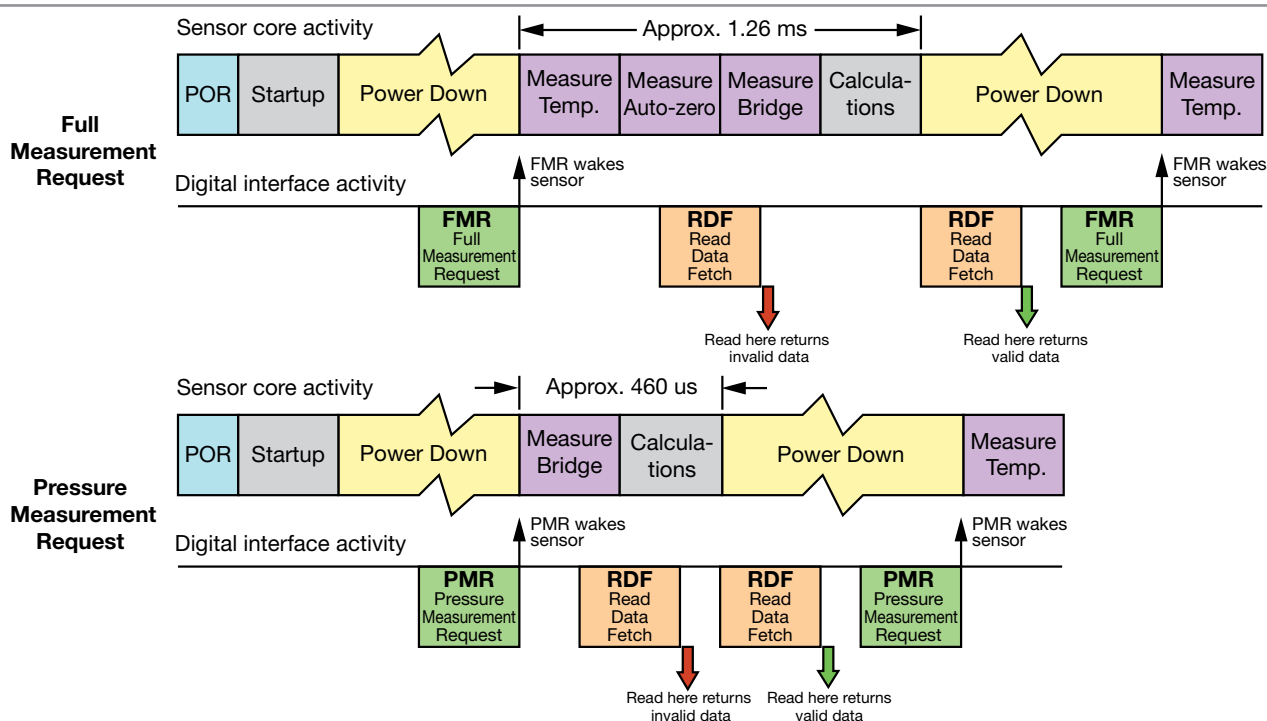 Sensor core activity
Approx. 1.26 ms
POR
Startup
Power Down
Measure
Temp.
Measure
Auto-zero
Measure
Bridge
Calcula-
tions
Power Down
Measure
Temp.
Full
Measurement
Request
FMR wakes
sensor
FMR wakes
sensor
Digital interface activity
FMR
Full
Measurement
Request
RDF
Read
Data
Fetch
RDF
Read
Data
Fetch
FMR
Full
Measurement
Request
Read here returns
invalid data
Read here returns
valid data
Sensor core activity
Approx. 460 us
POR
Startup
Power Down
Measure
Bridge
Calcula-
tions
Power Down
Measure
Temp.
Pressure
Measurement
Request
PMR wakes
sensor
PMR wakes
sensor
Digital interface activity
PMR
Pressure
Measurement
Request
RDF
Read
Data
Fetch
RDF
Read
Data
Fetch
PMR
Pressure
Measurement
Request
Read here returns
invalid data
Read here returns
valid data